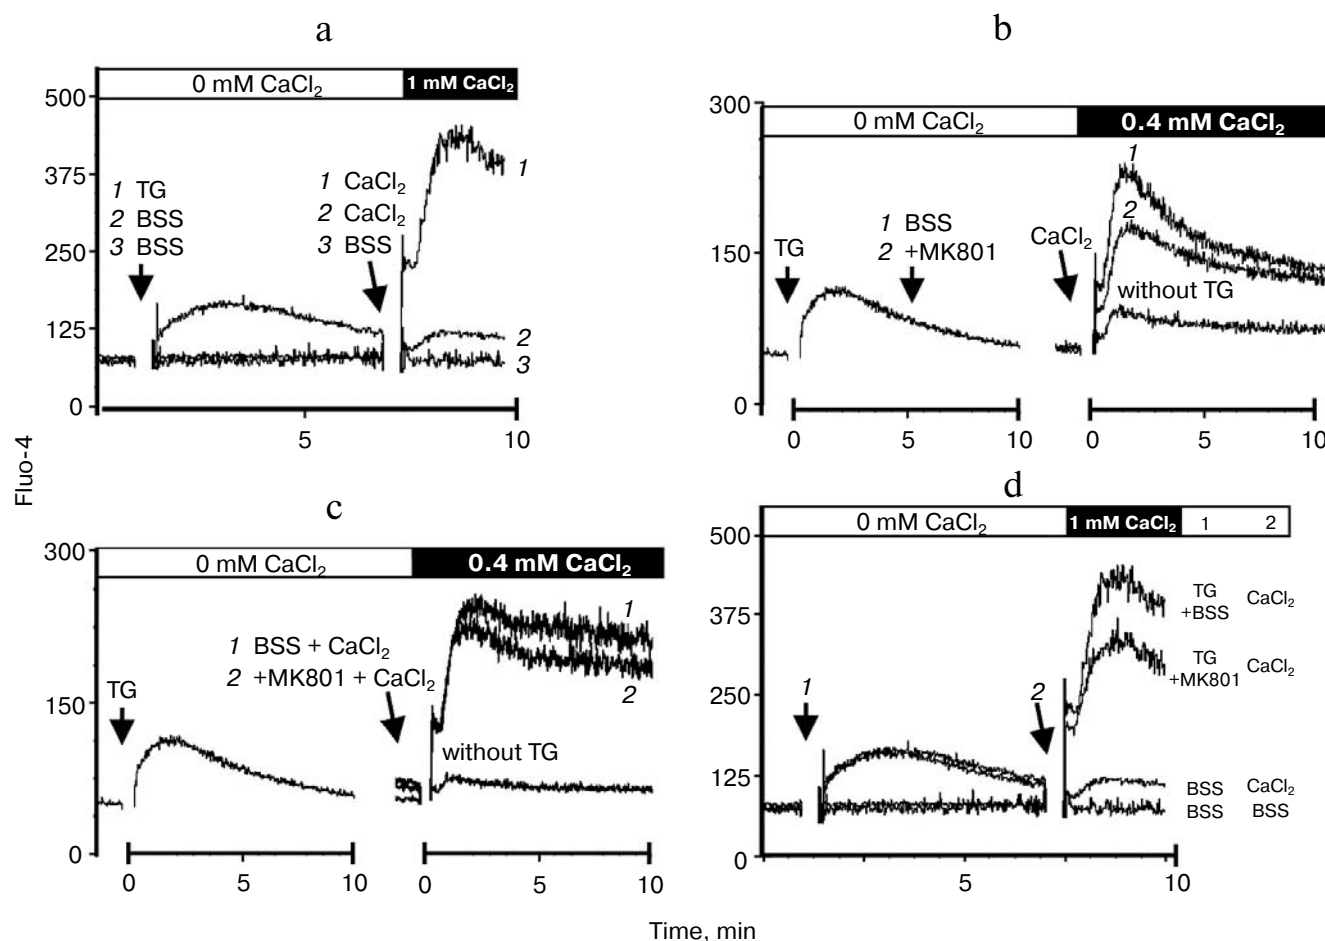 a
0 mM CaCl₂
1 mM CaCl₂
500
375
250
125
0
1 TG
2 BSS
3 BSS
1 CaCl₂
2 CaCl₂
3 BSS
1
2
3
5
10
b
0 mM CaCl₂
0.4 mM CaCl₂
300
150
0
TG
1 BSS
2 +MK801
CaCl₂
1
2
without TG
0
5
10
0
5
10
Fluo-4
c
0 mM CaCl₂
0.4 mM CaCl₂
300
150
0
TG
1 BSS + CaCl₂
2 +MK801 + CaCl₂
1
2
without TG
0
5
10
0
5
10
d
0 mM CaCl₂
1 mM CaCl₂
1
2
500
375
250
125
0
1
2
TG
+BSS
CaCl₂
TG
+MK801
CaCl₂
BSS
CaCl₂
BSS
BSS
5
10
Time, min